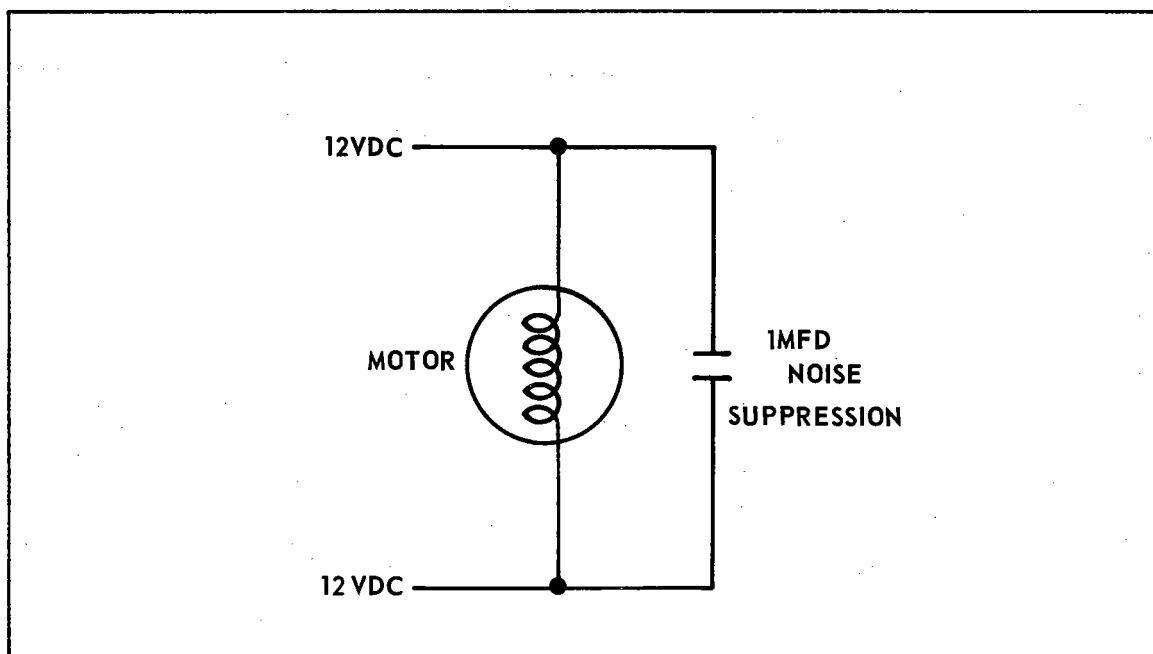 12VDC
MOTOR
1MFD
NOISE
SUPPRESSION
12 VDC